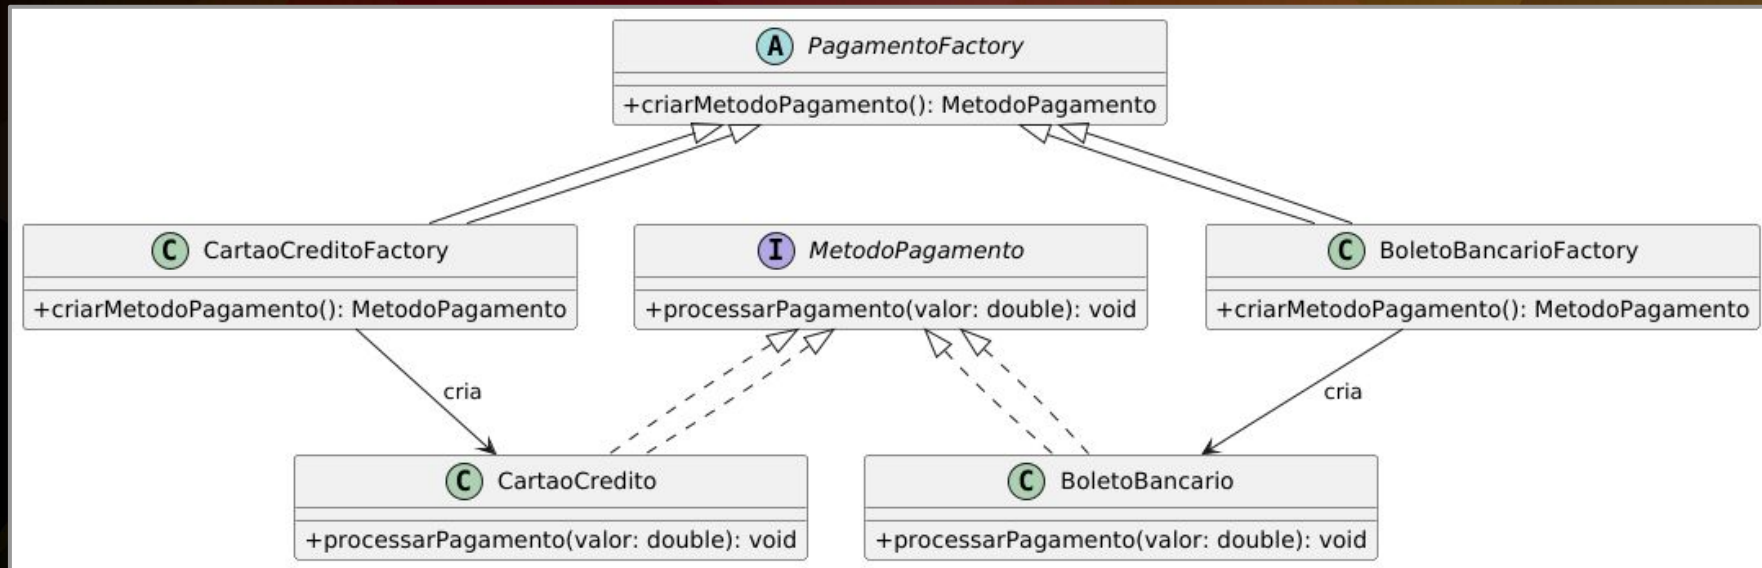 A PagamentoFactory
+criarMetodoPagamento(): MetodoPagamento
C CartaoCreditoFactory
+criarMetodoPagamento(): MetodoPagamento
I MetodoPagamento
+processarPagamento(valor: double): void
C BoletoBancarioFactory
+criarMetodoPagamento(): MetodoPagamento
cria
cria
C CartaoCredito
+processarPagamento(valor: double): void
C BoletoBancario
+processarPagamento(valor: double): void